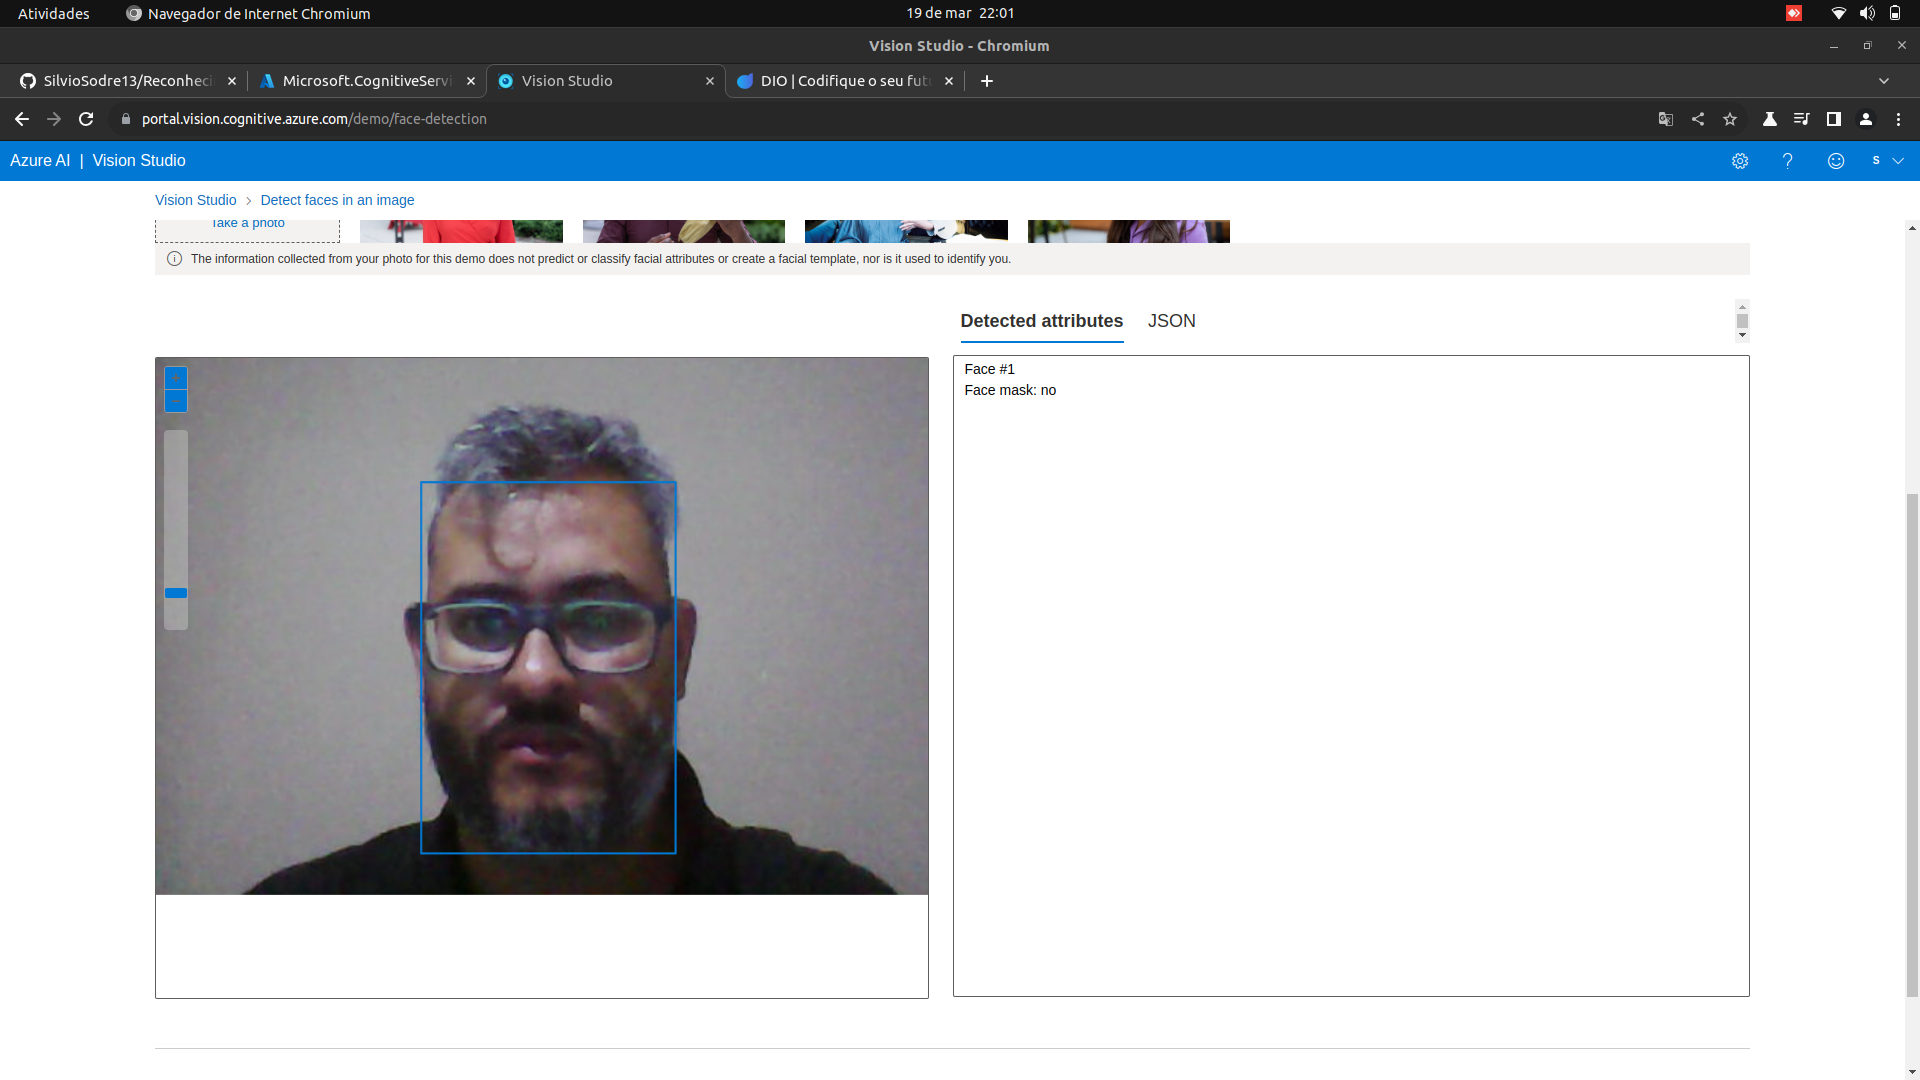 Atividades
Navegador de Internet Chromium
19 de mar 22:01
Vision Studio - Chromium
SilvioSodre13/Reconheci
Microsoft.CognitiveServi
Vision Studio
DIO | Codifique o seu futu
portal.vision.cognitive.azure.com/demo/face-detection
Azure AI | Vision Studio
S
Vision Studio
Detect faces in an image
Take a photo
The information collected from your photo for this demo does not predict or classify facial attributes or create a facial template, nor is it used to identify you.
Detected attributes
JSON
Face #1
Face mask: no